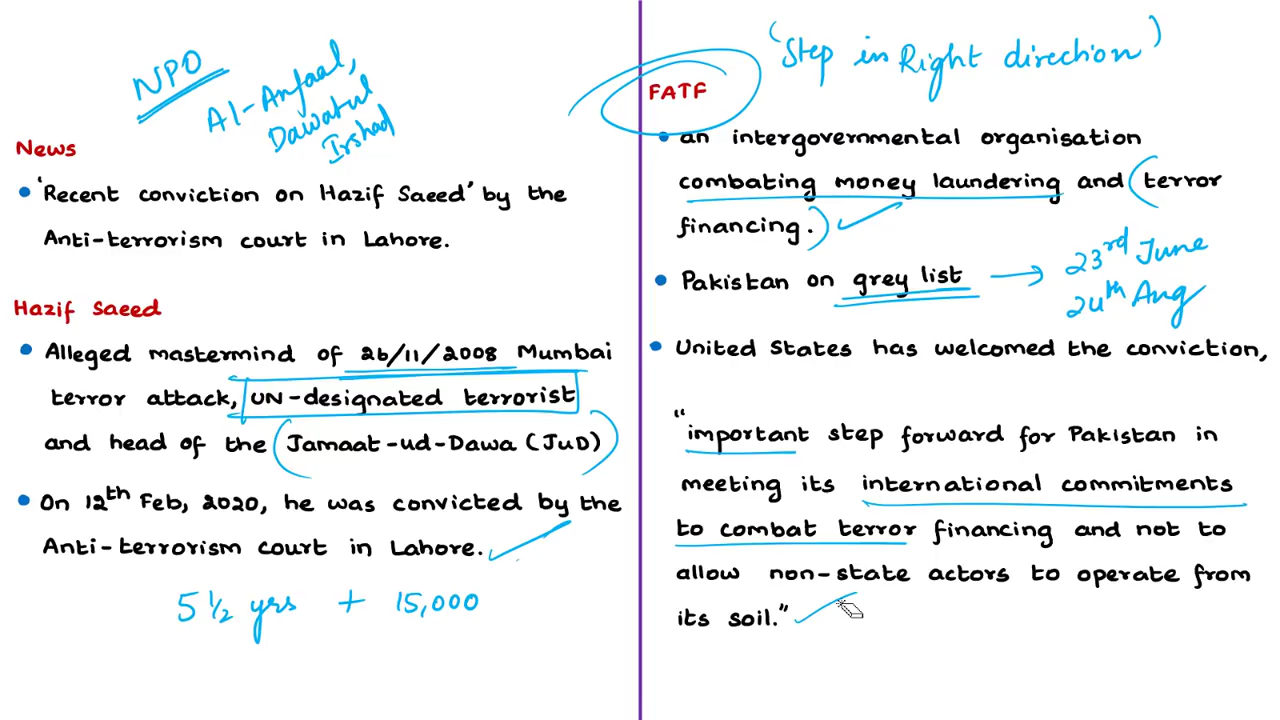 NPO
Al-Anfaal,
Dawatul
Irshad
News
• 'Recent conviction on Hazif Saeed' by the
Anti-terrorism court in Lahore.
Hazif Saeed
• Alleged mastermind of 26/11/2008 Mumbai
terror attack, UN-designated terrorist
and head of the (Jamaat-ud-Dawa (JuD))
• On 12th Feb, 2020, he was convicted by the
Anti-terrorism court in Lahore.
5 1/2 yrs + 15,000
('Step in Right direction')
FATF
• an intergovernmental organisation
combating money laundering and (terror
financing.)
• Pakistan on grey list → 23rd June
24th Aug
• United States has welcomed the conviction,
"important step forward for Pakistan in
meeting its international commitments
to combat terror financing and not to
allow non-state actors to operate from
its soil."